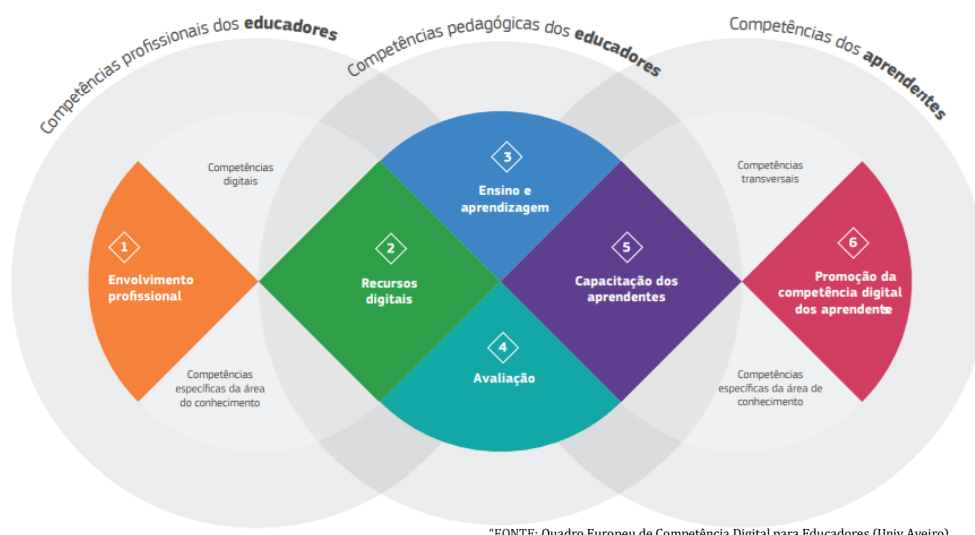 Competências profissionais dos educadores
Competências pedagógicas dos educadores
Competências dos aprendentes
Competências
digitais
1
Envolvimento
profissional
Competências
específicas da área
do conhecimento
2
Recursos
digitais
3
Ensino e
aprendizagem
4
Avaliação
5
Capacitação dos
aprendentes
Competências
transversais
6
Promoção da
competência digital
dos aprendente
Competências
específicas da área de
conhecimento
“FONTE: Quadro Europeu de Competência Digital para Educadores (Univ Aveiro)